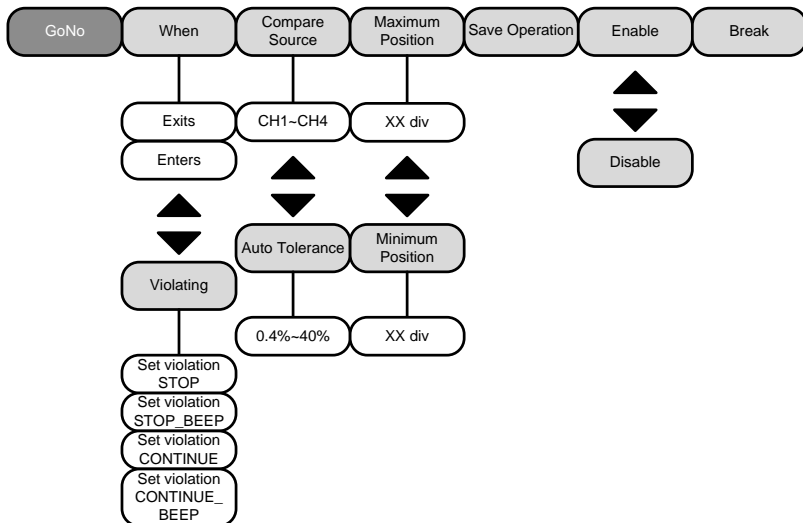 GoNo
When
Compare
Source
Maximum
Position
Save Operation
Enable
Break
Exits
Enters
CH1~CH4
XX div
Disable
Violating
Auto Tolerance
Minimum
Position
0.4%~40%
XX div
Set violation
STOP
Set violation
STOP_BEEP
Set violation
CONTINUE
Set violation
CONTINUE_
BEEP